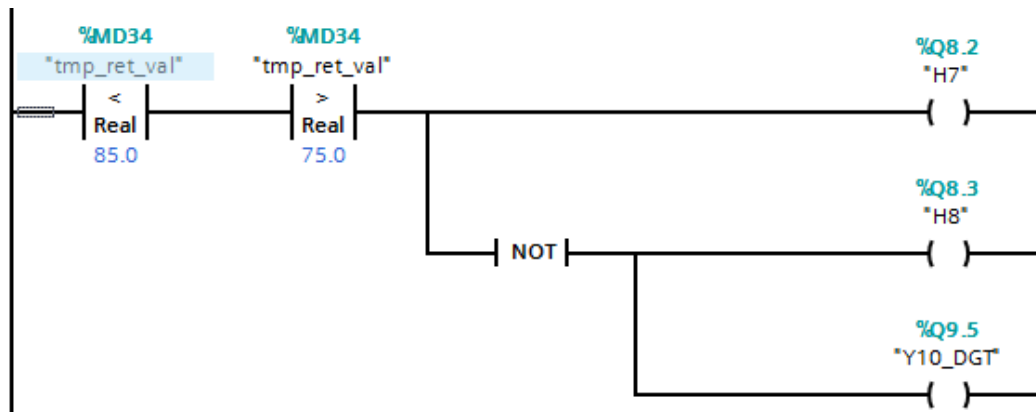 %MD34
"tmp_ret_val"
<
Real
85.0
%MD34
"tmp_ret_val"
>
Real
75.0
%Q8.2
"H7"
NOT
%Q8.3
"H8"
%Q9.5
"Y10_DGT"